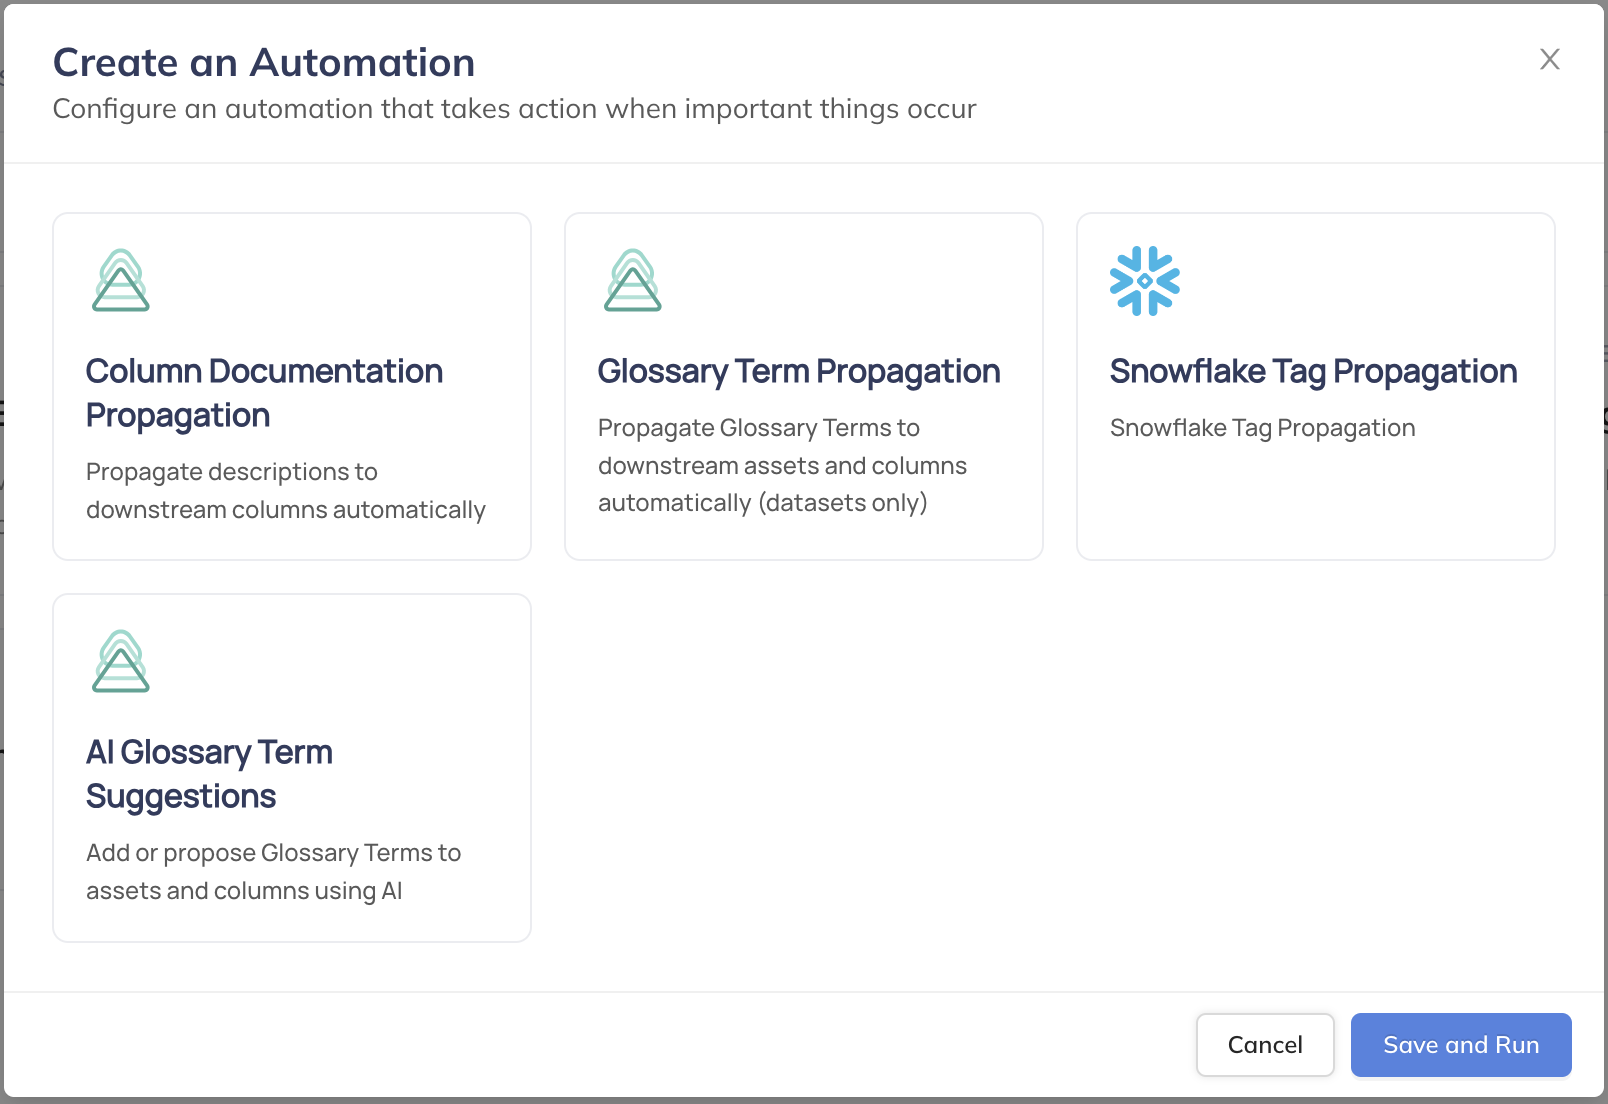 Create an Automation
Configure an automation that takes action when important things occur
Column Documentation
Propagation
Propagate descriptions to
downstream columns automatically
Glossary Term Propagation
Propagate Glossary Terms to
downstream assets and columns
automatically (datasets only)
Snowflake Tag Propagation
Snowflake Tag Propagation
AI Glossary Term
Suggestions
Add or propose Glossary Terms to
assets and columns using AI
Cancel
Save and Run